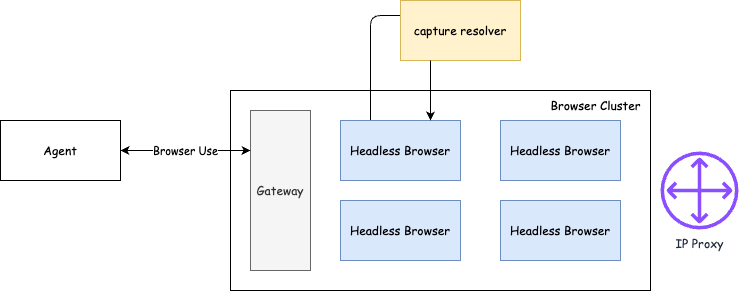 capture resolver
Browser Cluster
Agent
Browser Use
Gateway
Headless Browser
Headless Browser
Headless Browser
Headless Browser
IP Proxy